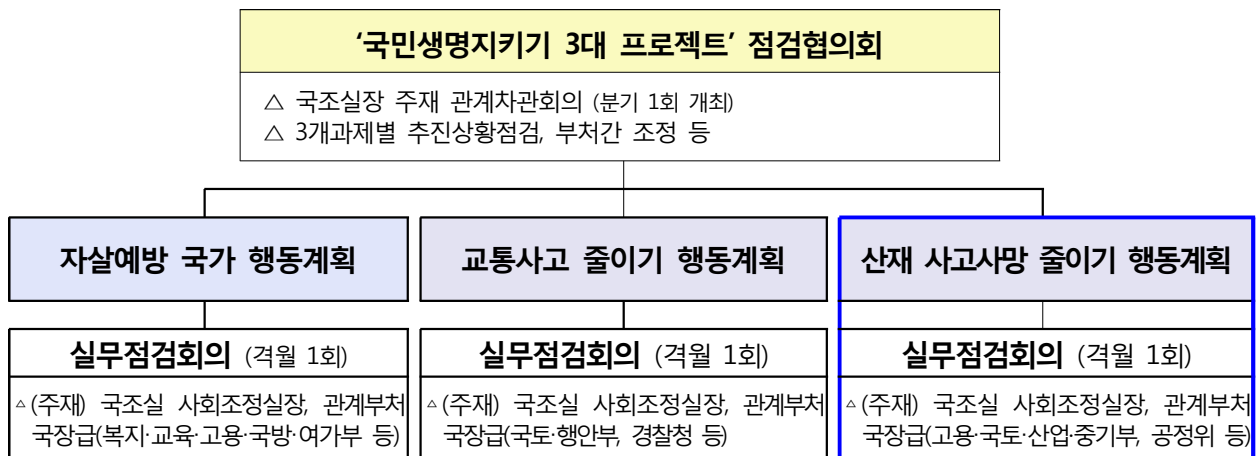 ‘국민생명지키기 3대 프로젝트’ 점검협의회
△ 국조실장 주재 관계차관회의 (분기 1회 개최)
△ 3개과제별 추진상황점검, 부처간 조정 등
자살예방 국가 행동계획
교통사고 줄이기 행동계획
산재 사고사망 줄이기 행동계획
실무점검회의 (격월 1회)
△(주재) 국조실 사회조정실장, 관계부처
국장급(복지·교육·고용·국방·여가부 등)
실무점검회의 (격월 1회)
△(주재) 국조실 사회조정실장, 관계부처
국장급(국토·행안부, 경찰청 등)
실무점검회의 (격월 1회)
△(주재) 국조실 사회조정실장, 관계부처
국장급(고용·국토·산업·중기부, 공정위 등)